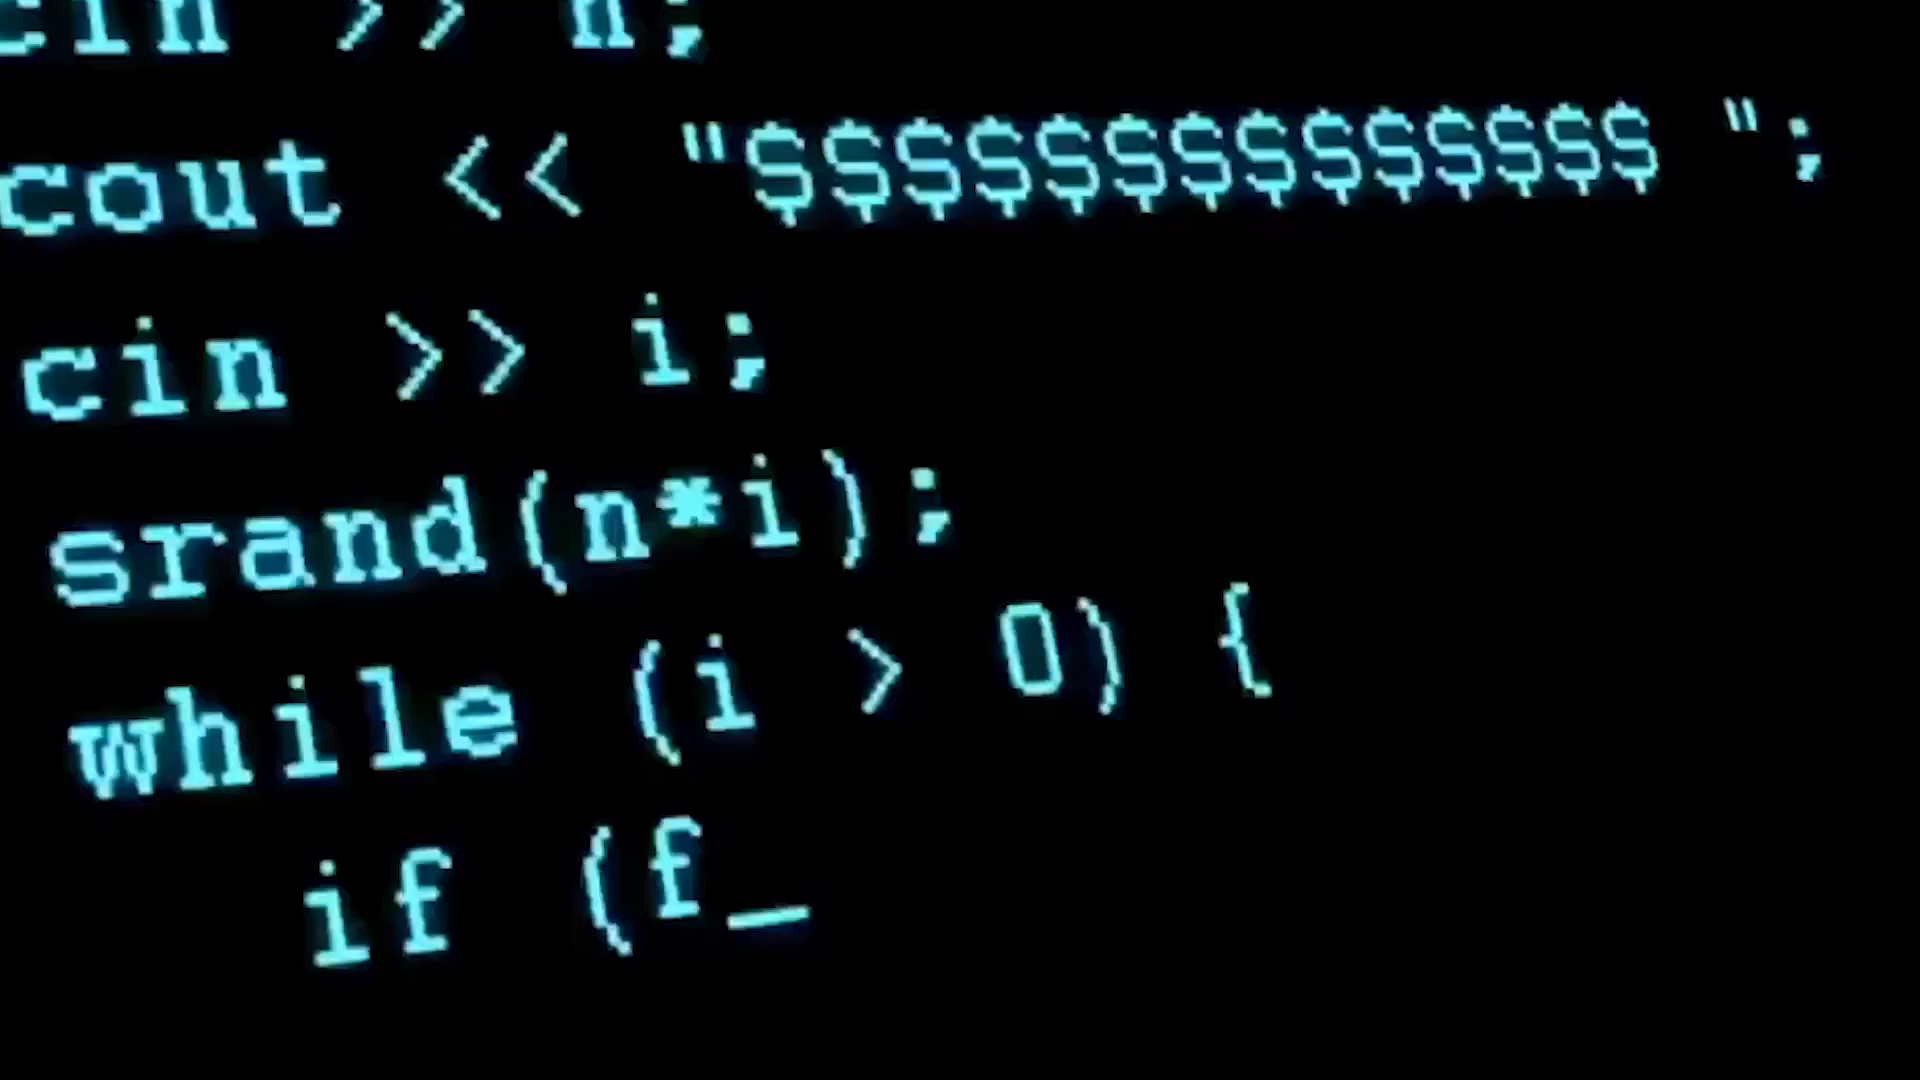 cin >> n;
cout << "$$$$$$$$$$$$$$ ";
cin >> i;
srand(n*i);
while (i > 0) {
if (f_